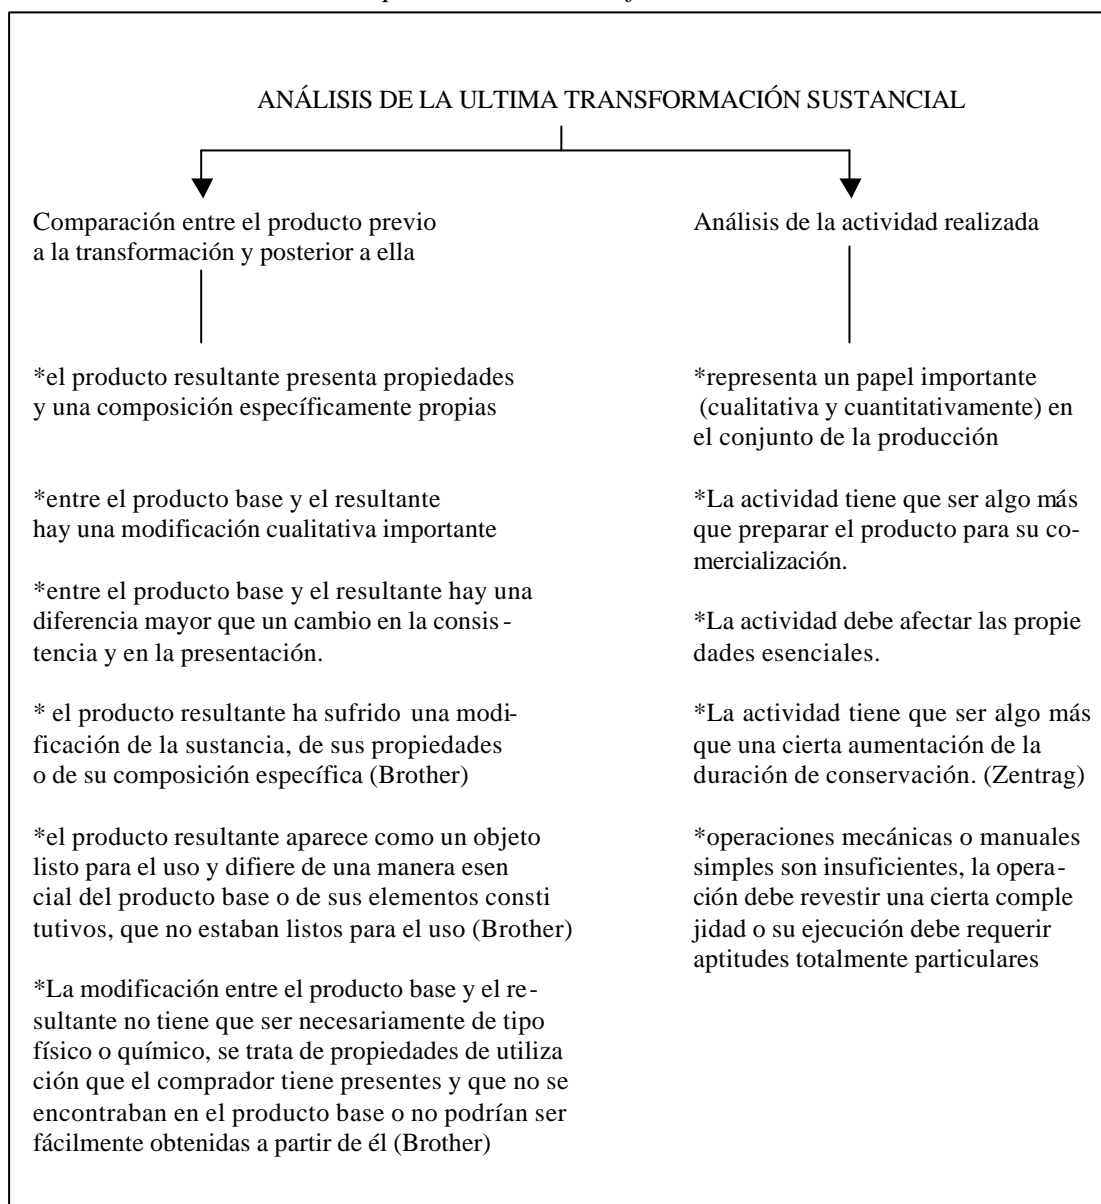 ANÁLISIS DE LA ULTIMA TRANSFORMACIÓN SUSTANCIAL
Comparación entre el producto previo
a la transformación y posterior a ella
*el producto resultante presenta propiedades
y una composición específicamente propias
*entre el producto base y el resultante
hay una modificación cualitativa importante
*entre el producto base y el resultante hay una
diferencia mayor que un cambio en la consis-
tencia y en la presentación.
* el producto resultante ha sufrido una modi-
ficación de la sustancia, de sus propiedades
o de su composición específica (Brother)
*el producto resultante aparece como un objeto
listo para el uso y difiere de una manera esen
cial del producto base o de sus elementos consti
tutivos, que no estaban listos para el uso (Brother)
*La modificación entre el producto base y el re-
sultante no tiene que ser necesariamente de tipo
físico o químico, se trata de propiedades de utiliza
ción que el comprador tiene presentes y que no se
encontraban en el producto base o no podrían ser
fácilmente obtenidas a partir de él (Brother)
Análisis de la actividad realizada
*representa un papel importante
(cualitativa y cuantitativamente) en
el conjunto de la producción
*La actividad tiene que ser algo más
que preparar el producto para su co-
mercialización.
*La actividad debe afectar las propie
dades esenciales.
*La actividad tiene que ser algo más
que una cierta aumentación de la
duración de conservación. (Zentrag)
*operaciones mecánicas o manuales
simples son insuficientes, la opera-
ción debe revestir una cierta comple
jidad o su ejecución debe requerir
aptitudes totalmente particulares